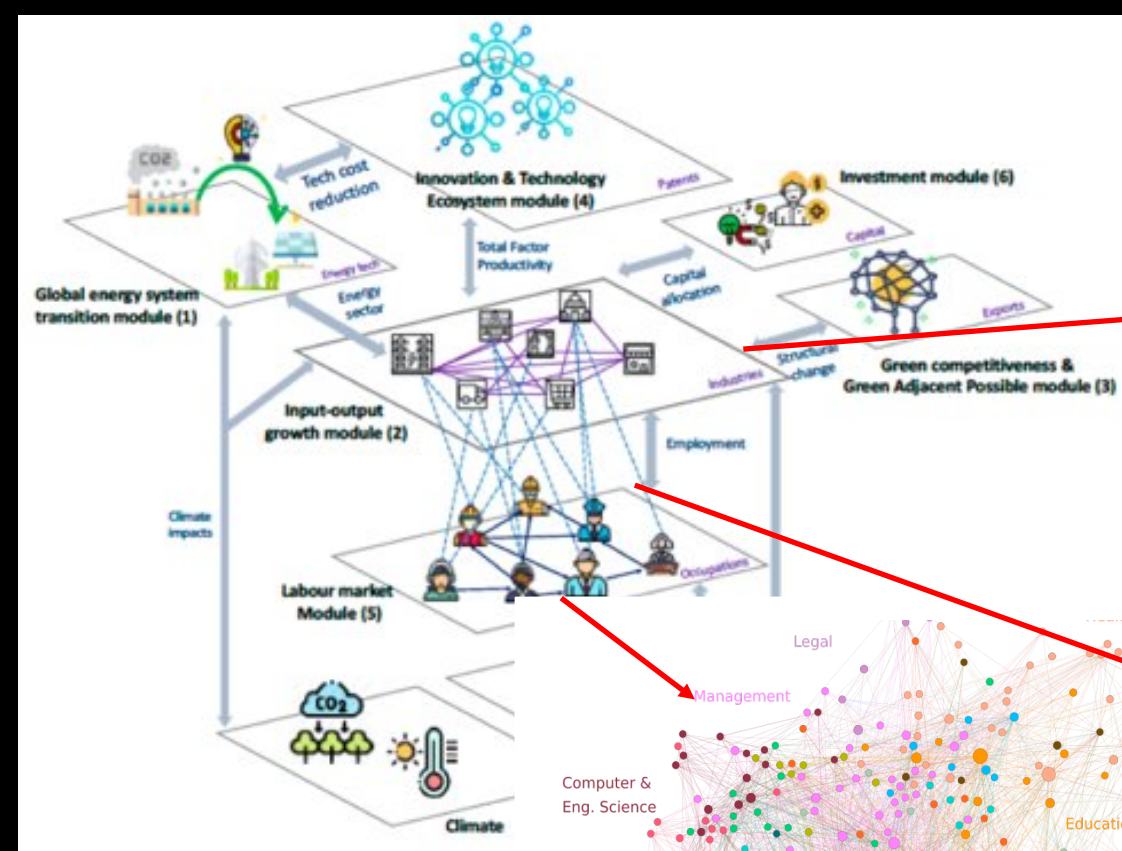 CO2
Tech cost
reduction
Innovation & Technology
Ecosystem module (4)
Patents
Investment module (6)
Capital
Energy tech
Total Factor
Productivity
Capital
allocation
Global energy system
transition module (1)
Energy
sector
Exports
Structural
change
Green competitiveness &
Green Adjacent Possible module (3)
Industries
Input-output
growth module (2)
Employment
Climate
impacts
Occupations
Labour market
Module (5)
Legal
Management
CO2
Computer &
Eng. Science
Climate